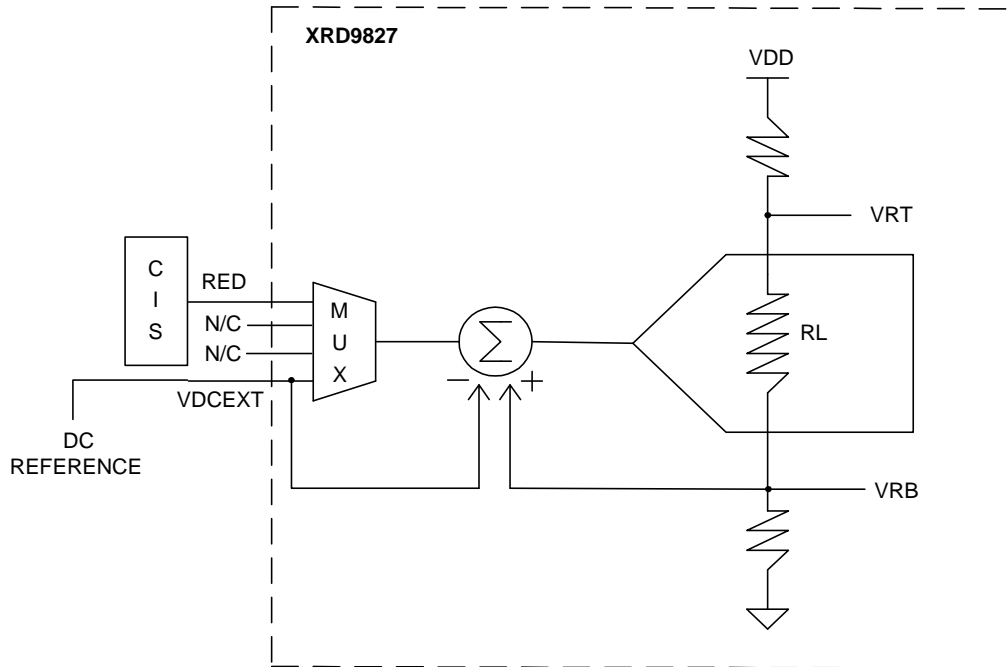 XRD9827
VDD
VRT
C
I
S
RED
N/C
N/C
VDCEXT
M
U
X
Σ
−
+
RL
DC
REFERENCE
VRB